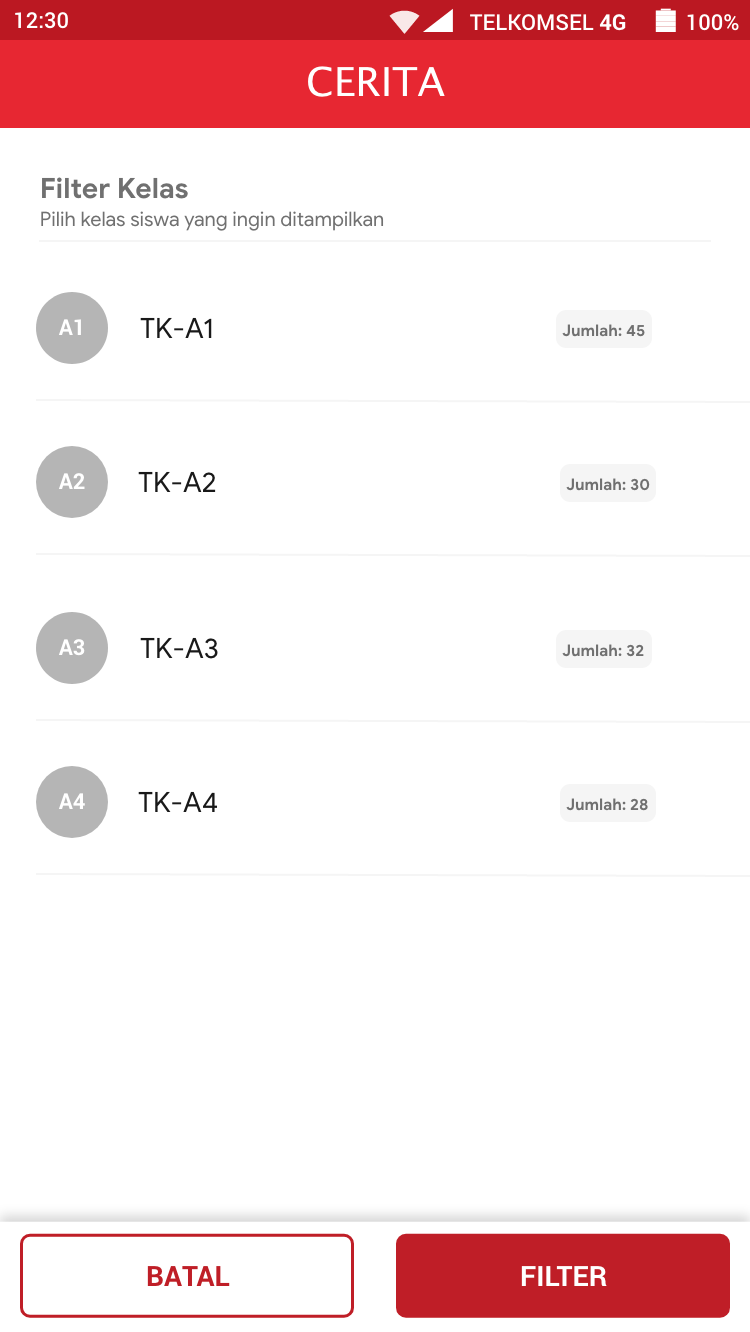 12:30 TELKOMSEL 4G 100%
CERITA
Filter Kelas
Pilih kelas siswa yang ingin ditampilkan
A1 TK-A1 Jumlah: 45
A2 TK-A2 Jumlah: 30
A3 TK-A3 Jumlah: 32
A4 TK-A4 Jumlah: 28
BATAL FILTER